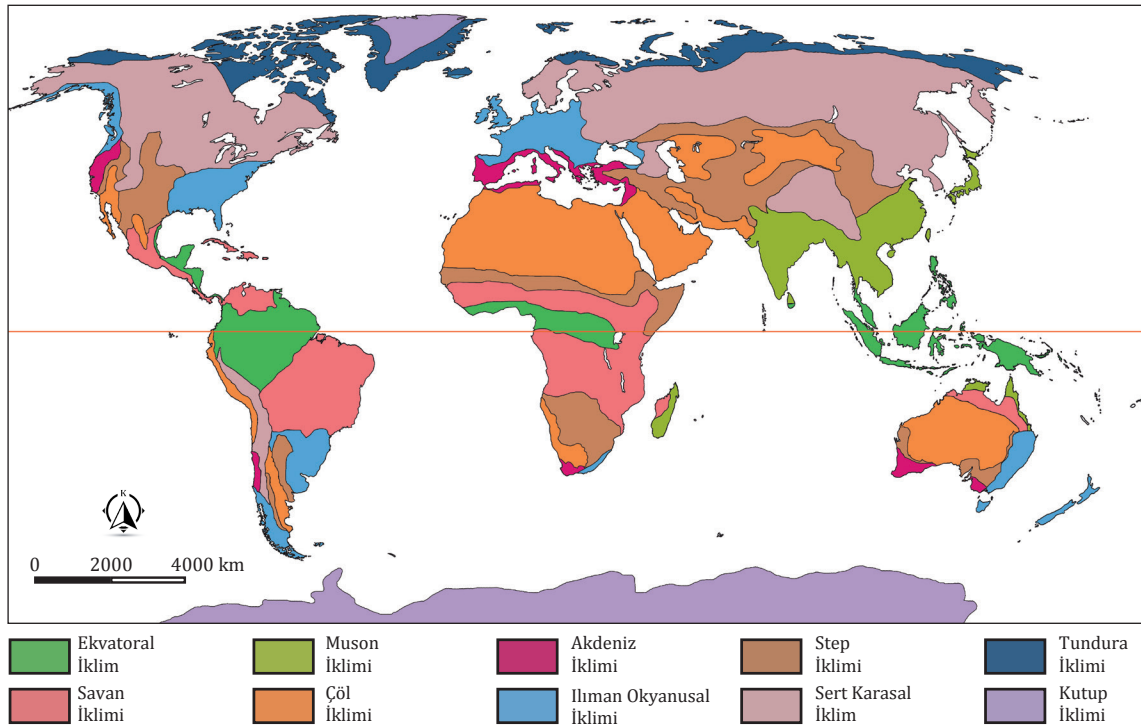 K
0 2000 4000 km
Ekvatoral
İklim
Muson
İklimi
Akdeniz
İklimi
Step
İklimi
Tundura
İklimi
Savan
İklimi
Çöl
İklimi
Ilıman Okyanusal
İklimi
Sert Karasal
İklim
Kutup
İklimi